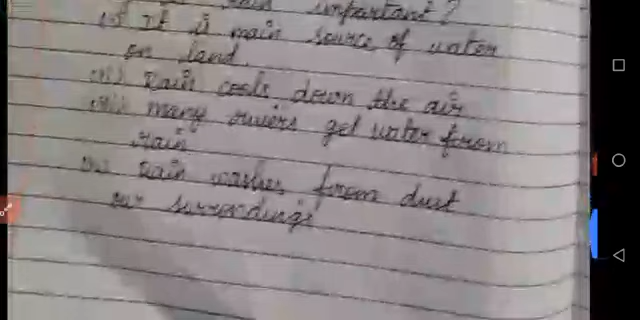 important?
i) It is main source of water
on land.
ii) Rain cools down the air
iii) many rivers get water from
rain
iv) rain washes from dust
our surrondings